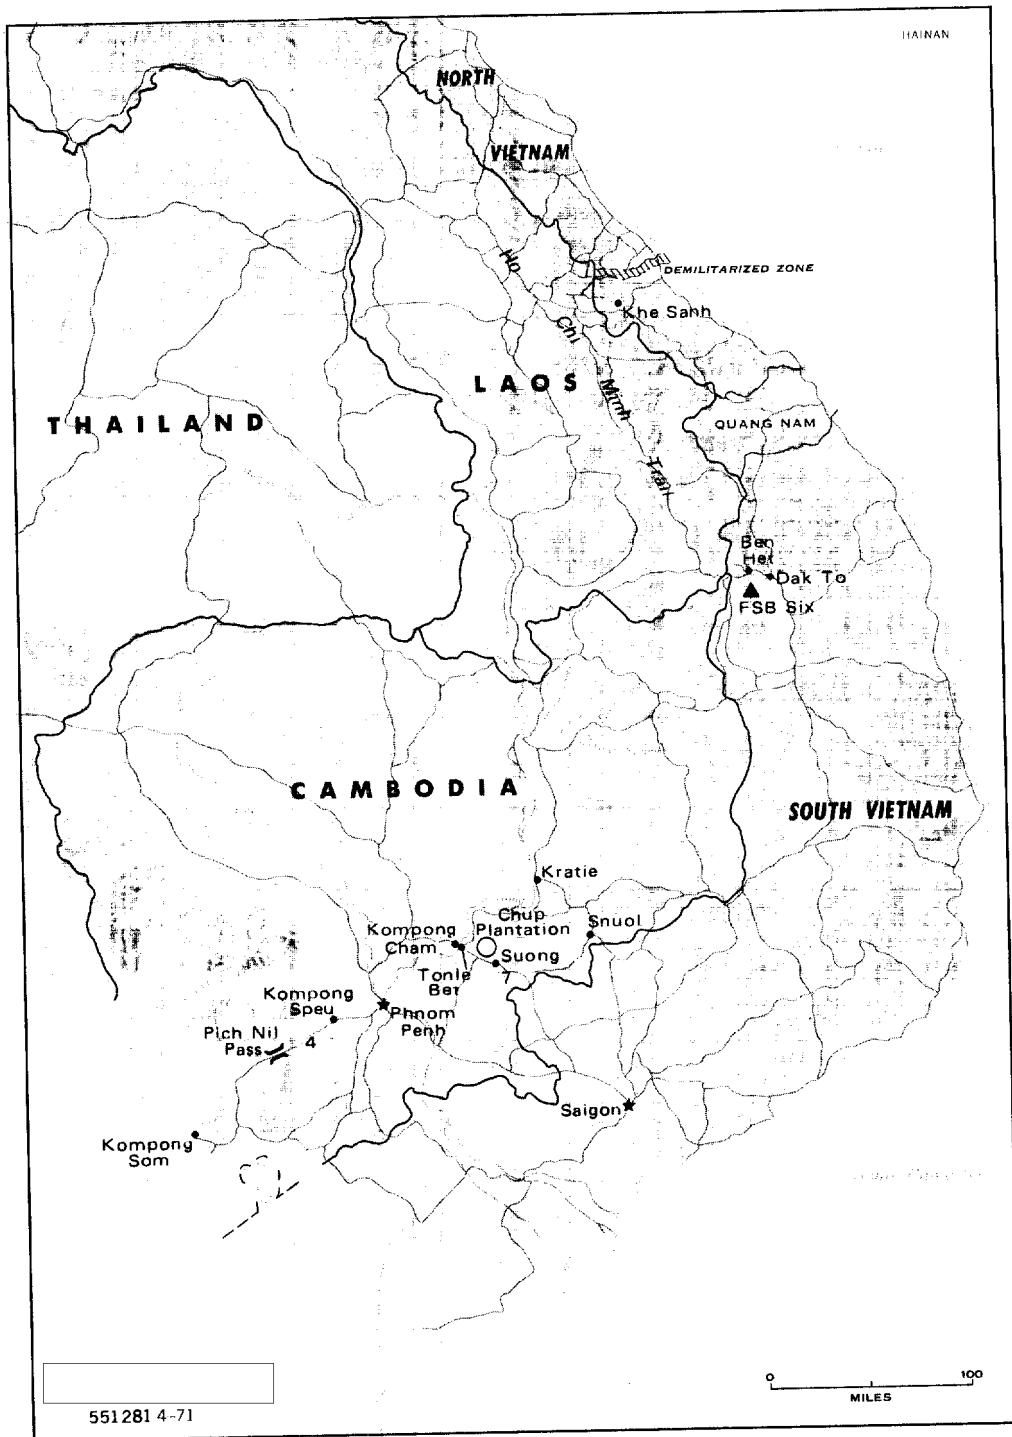 HAINAN
NORTH
VIETNAM
Ho
Chi
Minh
Trail
DEMILITARIZED ZONE
Khe Sanh
LAOS
THAILAND
QUANG NAM
Ben
Het
Dak To
FSB Six
CAMBODIA
SOUTH VIETNAM
Kratie
Chup
Plantation
Snuol
Kompong
Cham
Suong
7
Tonle
Bet
Kompong
Speu
Phnom
Penh
Pich Nil
Pass
4
Saigon
Kompong
Som
0
100
MILES
551281 4-71